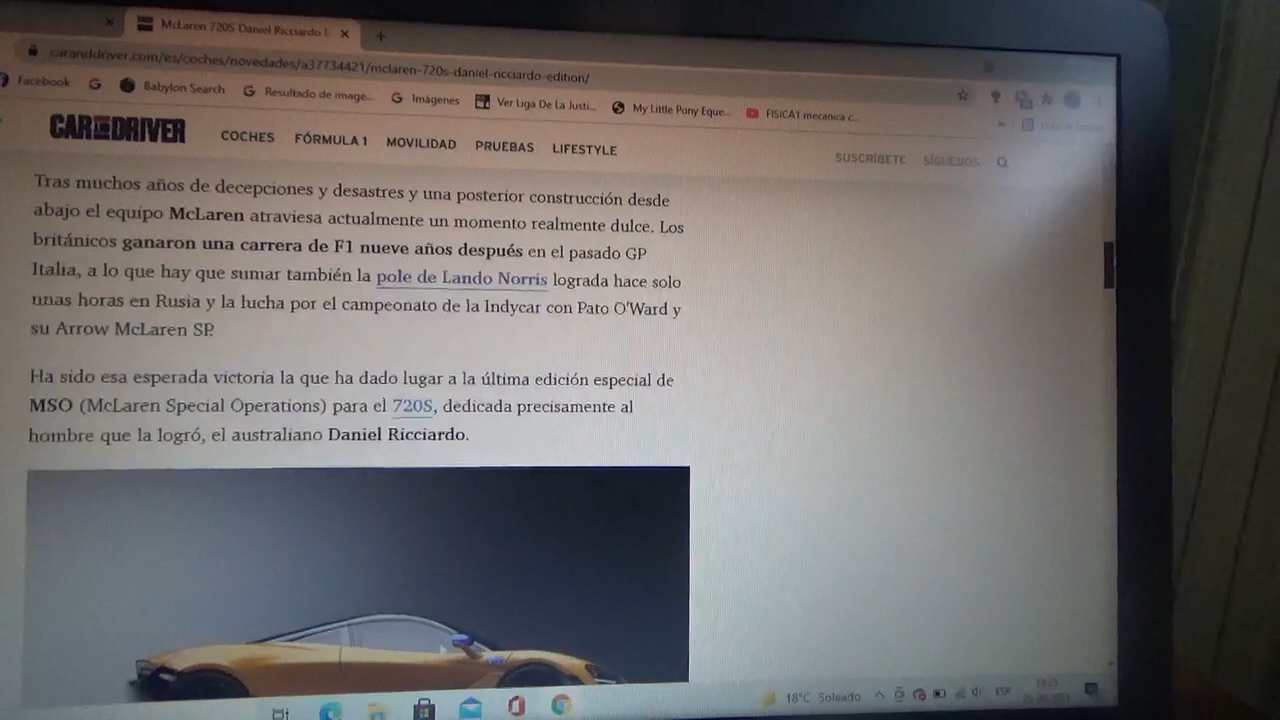 McLaren 720S Daniel Ricciardo E
caranddriver.com/es/coches/novedades/a37734421/mclaren-720s-daniel-ricciardo-edition/
Facebook
Babylon Search
Resultado de image...
Imágenes
Ver Liga De La Justi...
My Little Pony Eque...
FISICA1 mecanica c...
CAR AND DRIVER
COCHES
FÓRMULA 1
MOVILIDAD
PRUEBAS
LIFESTYLE
SUSCRÍBETE
SÍGUENOS
Tras muchos años de decepciones y desastres y una posterior construcción desde
abajo el equipo McLaren atraviesa actualmente un momento realmente dulce. Los
británicos ganaron una carrera de F1 nueve años después en el pasado GP
Italia, a lo que hay que sumar también la pole de Lando Norris lograda hace solo
unas horas en Rusia y la lucha por el campeonato de la Indycar con Pato O'Ward y
su Arrow McLaren SP.
Ha sido esa esperada victoria la que ha dado lugar a la última edición especial de
MSO (McLaren Special Operations) para el 720S, dedicada precisamente al
hombre que la logró, el australiano Daniel Ricciardo.
18°C Soleado
ESP